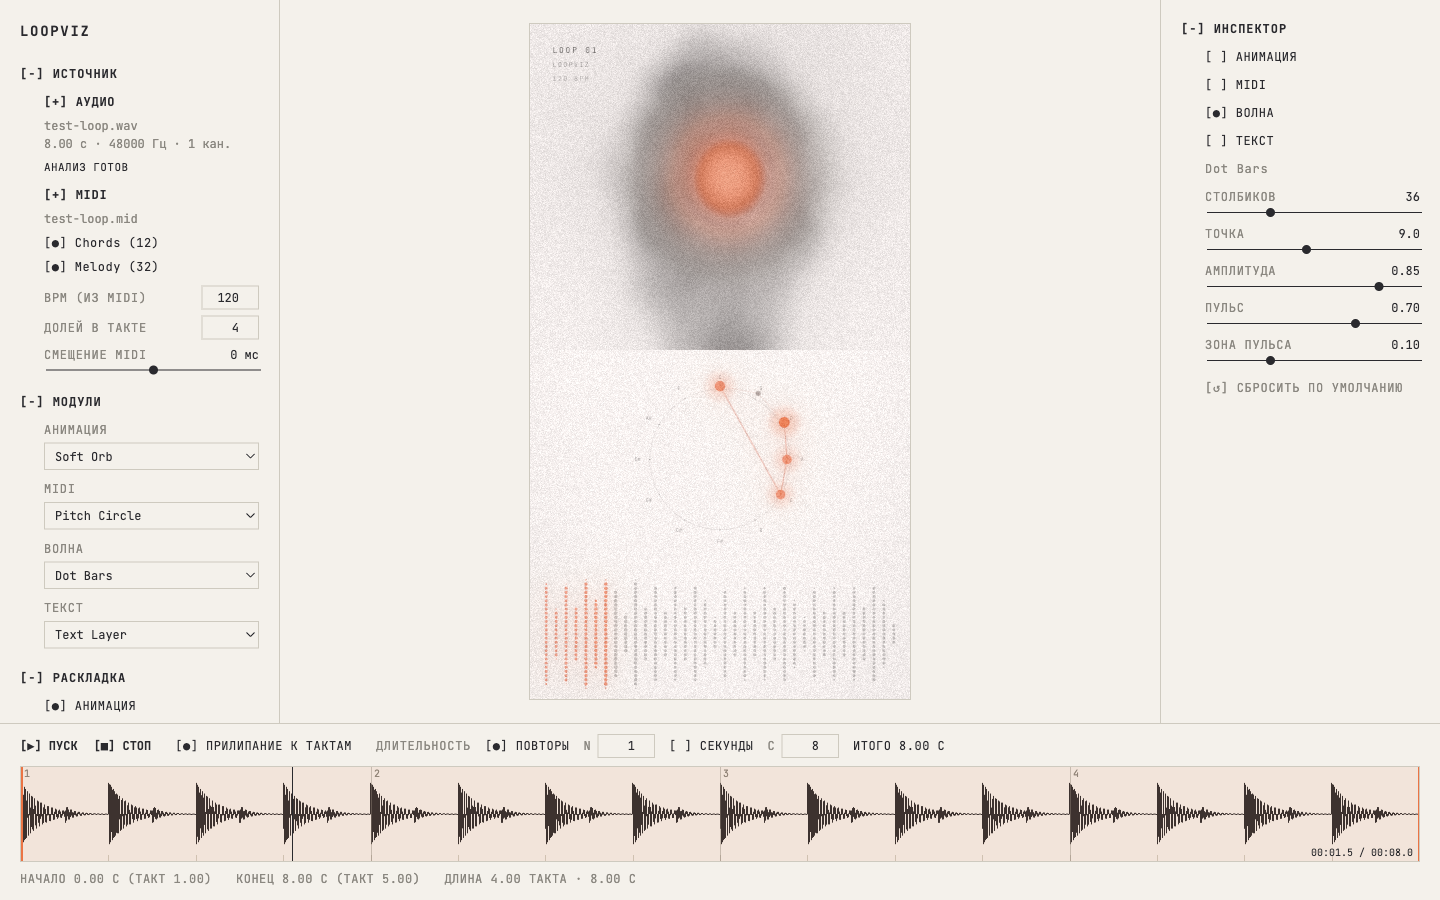 LOOPVIZ
[-] ИСТОЧНИК
[+] АУДИО
test-loop.wav
8.00 с · 48000 Гц · 1 кан.
АНАЛИЗ ГОТОВ
[+] MIDI
test-loop.mid
[●] Chords (12)
[●] Melody (32)
BPM (ИЗ MIDI) 120
ДОЛЕЙ В ТАКТЕ 4
СМЕЩЕНИЕ MIDI 0 мс
[-] МОДУЛИ
АНИМАЦИЯ
Soft Orb
MIDI
Pitch Circle
ВОЛНА
Dot Bars
ТЕКСТ
Text Layer
[-] РАСКЛАДКА
[●] АНИМАЦИЯ
LOOP 01
LOOPVIZ
120 BPM
[-] ИНСПЕКТОР
[ ] АНИМАЦИЯ
[ ] MIDI
[●] ВОЛНА
[ ] ТЕКСТ
Dot Bars
СТОЛБИКОВ 36
ТОЧКА 9.0
АМПЛИТУДА 0.85
ПУЛЬС 0.70
ЗОНА ПУЛЬСА 0.10
[↺] СБРОСИТЬ ПО УМОЛЧАНИЮ
[▶] ПУСК [■] СТОП [●] ПРИЛИПАНИЕ К ТАКТАМ ДЛИТЕЛЬНОСТЬ [●] ПОВТОРЫ N 1 [ ] СЕКУНДЫ С 8 ИТОГО 8.00 С
1 2 3 4
00:01.5 / 00:08.0
НАЧАЛО 0.00 С (ТАКТ 1.00) КОНЕЦ 8.00 С (ТАКТ 5.00) ДЛИНА 4.00 ТАКТА · 8.00 С